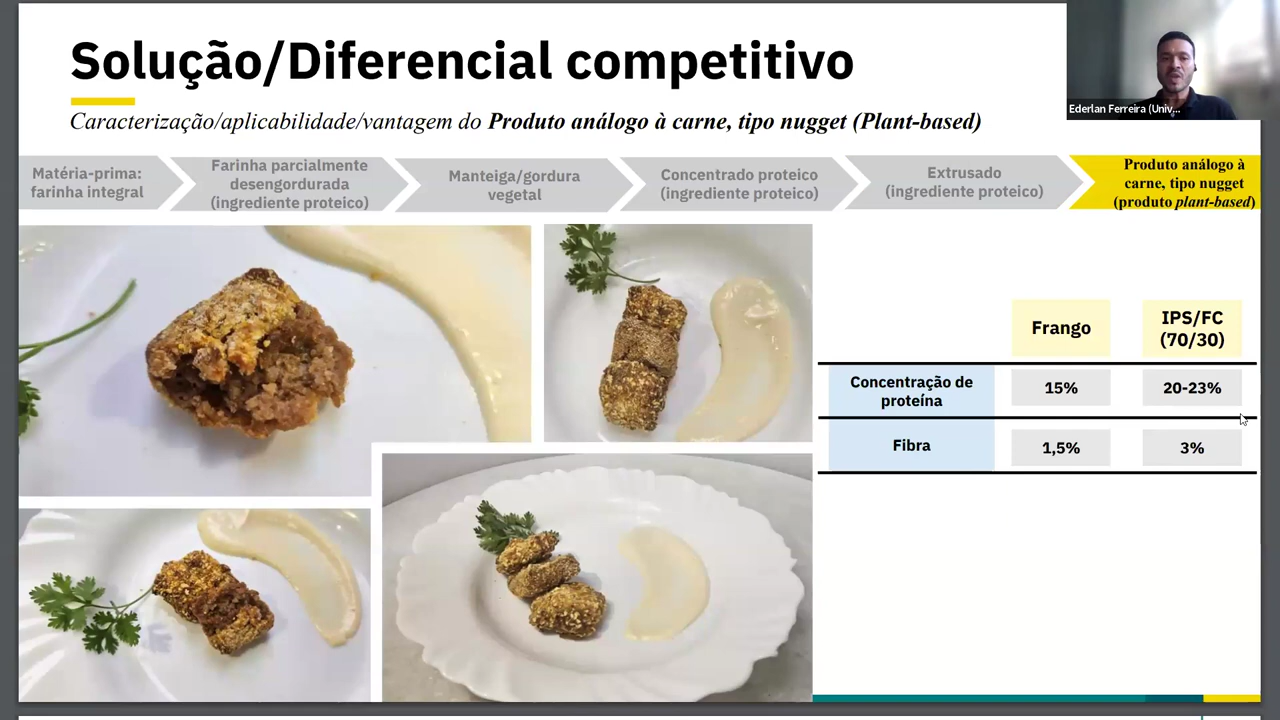 Solução/Diferencial competitivo
Ederlan Ferreira (Univ...
Caracterização/aplicabilidade/vantagem do Produto análogo à carne, tipo nugget (Plant-based)
Matéria-prima:
farinha integral
Farinha parcialmente
desengordurada
(ingrediente proteico)
Manteiga/gordura
vegetal
Concentrado proteico
(ingrediente proteico)
Extrusado
(ingrediente proteico)
Produto análogo à
carne, tipo nugget
(produto plant-based)
Frango
IPS/FC
(70/30)
Concentração de
proteína
15%
20-23%
Fibra
1,5%
3%